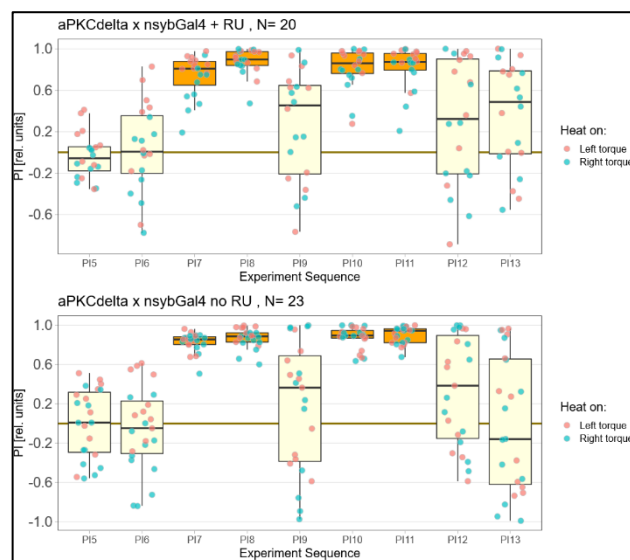 aPKCdelta x nsybGal4 + RU , N= 20
PI [rel. units]
1.0
0.6
0.2
-0.2
-0.6
PI5 PI6 PI7 PI8 PI9 PI10 PI11 PI12 PI13
Experiment Sequence
Heat on:
Left torque
Right torque
aPKCdelta x nsybGal4 no RU , N= 23
PI [rel. units]
1.0
0.6
0.2
-0.2
-0.6
-1.0
PI5 PI6 PI7 PI8 PI9 PI10 PI11 PI12 PI13
Experiment Sequence
Heat on:
Left torque
Right torque